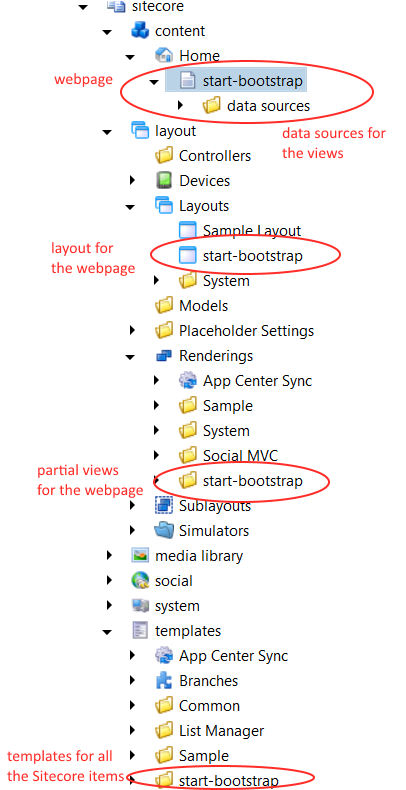 sitecore
content
Home
webpage
start-bootstrap
data sources
layout
data sources for
the views
Controllers
Devices
Layouts
Sample Layout
layout for
the webpage
start-bootstrap
System
Models
Placeholder Settings
Renderings
App Center Sync
Sample
System
Social MVC
partial views
for the webpage
start-bootstrap
Sublayouts
Simulators
media library
social
system
templates
App Center Sync
Branches
Common
List Manager
Sample
templates for all
the Sitecore items
start-bootstrap